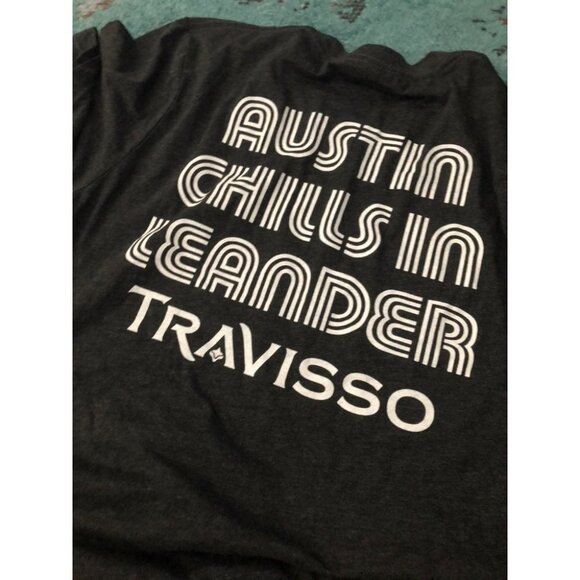 AUSTIN
CHILLS IN
LEANDER
TRAVISSO